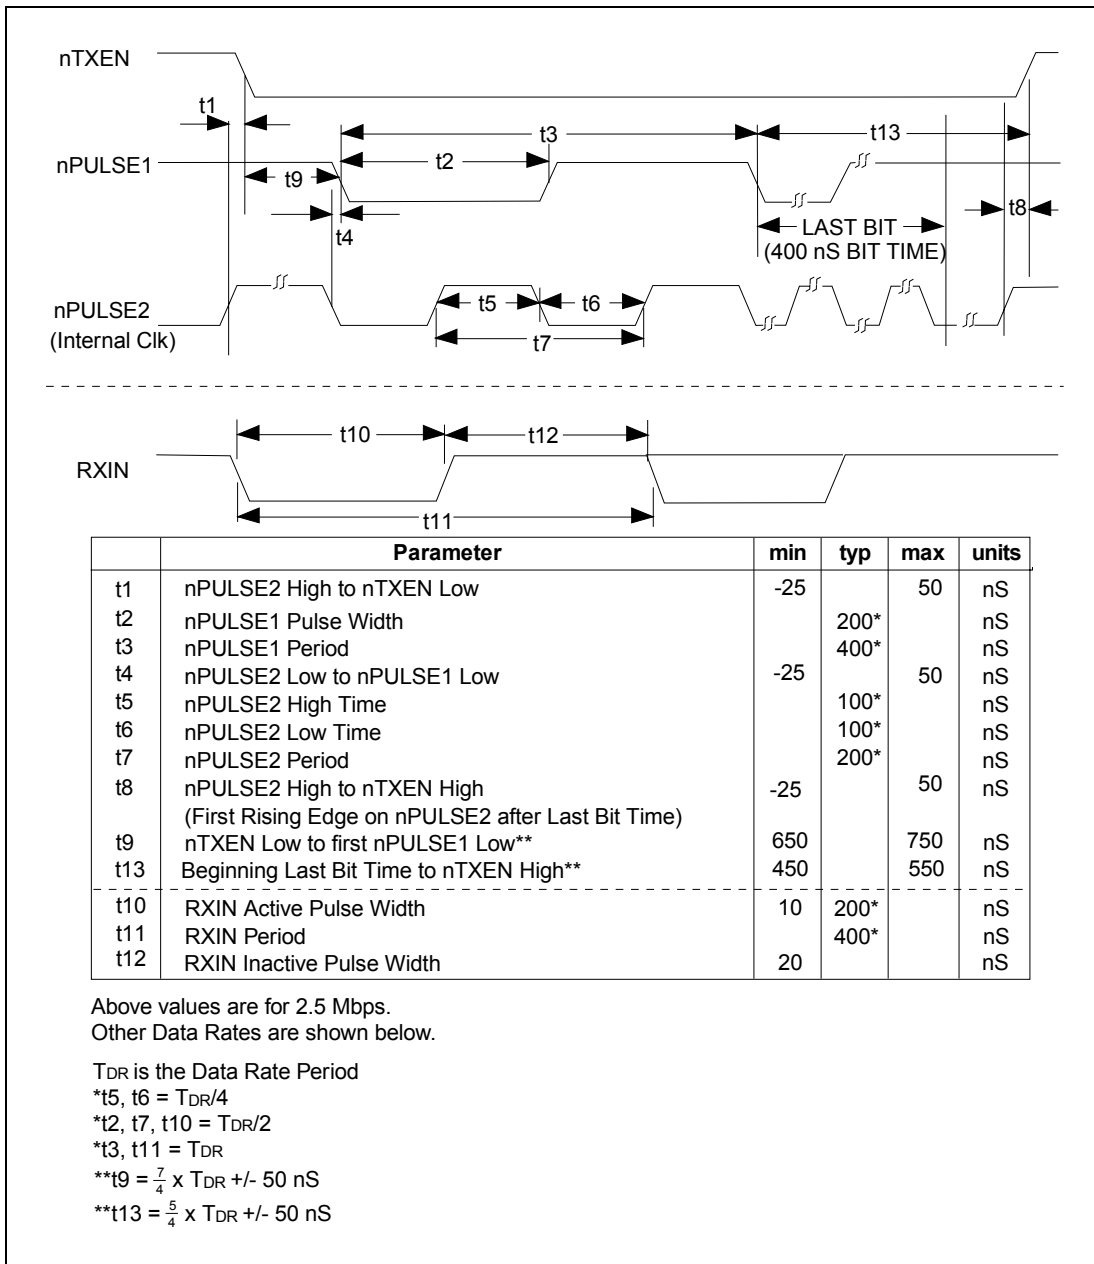 nTXEN
t1
t3
t13
nPULSE1
t2
t9
t8
t4
LAST BIT
(400 nS BIT TIME)
nPULSE2
(Internal Clk)
t5
t6
t7
t10
t12
RXIN
t11
Parameter min typ max units
t1 nPULSE2 High to nTXEN Low -25 50 nS
t2 nPULSE1 Pulse Width 200* nS
t3 nPULSE1 Period 400* nS
t4 nPULSE2 Low to nPULSE1 Low -25 50 nS
t5 nPULSE2 High Time 100* nS
t6 nPULSE2 Low Time 100* nS
t7 nPULSE2 Period 200* nS
t8 nPULSE2 High to nTXEN High -25 50 nS
(First Rising Edge on nPULSE2 after Last Bit Time)
t9 nTXEN Low to first nPULSE1 Low** 650 750 nS
t13 Beginning Last Bit Time to nTXEN High** 450 550 nS
t10 RXIN Active Pulse Width 10 200* nS
t11 RXIN Period 400* nS
t12 RXIN Inactive Pulse Width 20 nS
Above values are for 2.5 Mbps.
Other Data Rates are shown below.
TDR is the Data Rate Period
*t5, t6 = TDR/4
*t2, t7, t10 = TDR/2
*t3, t11 = TDR
**t9 = 7/4 x TDR +/- 50 nS
**t13 = 5/4 x TDR +/- 50 nS